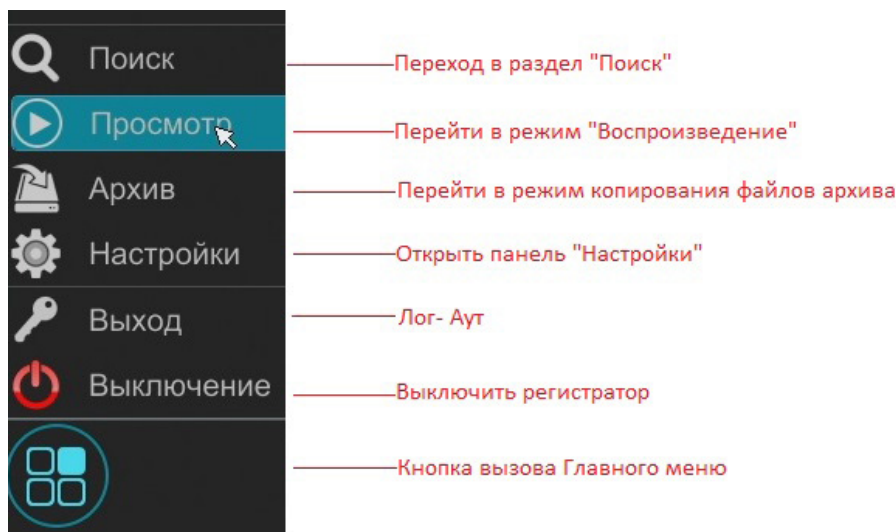 Поиск
Переход в раздел "Поиск"
Просмотр
Перейти в режим "Воспроизведение"
Архив
Перейти в режим копирования файлов архива
Настройки
Открыть панель "Настройки"
Выход
Лог- Аут
Выключение
Выключить регистратор
Кнопка вызова Главного меню